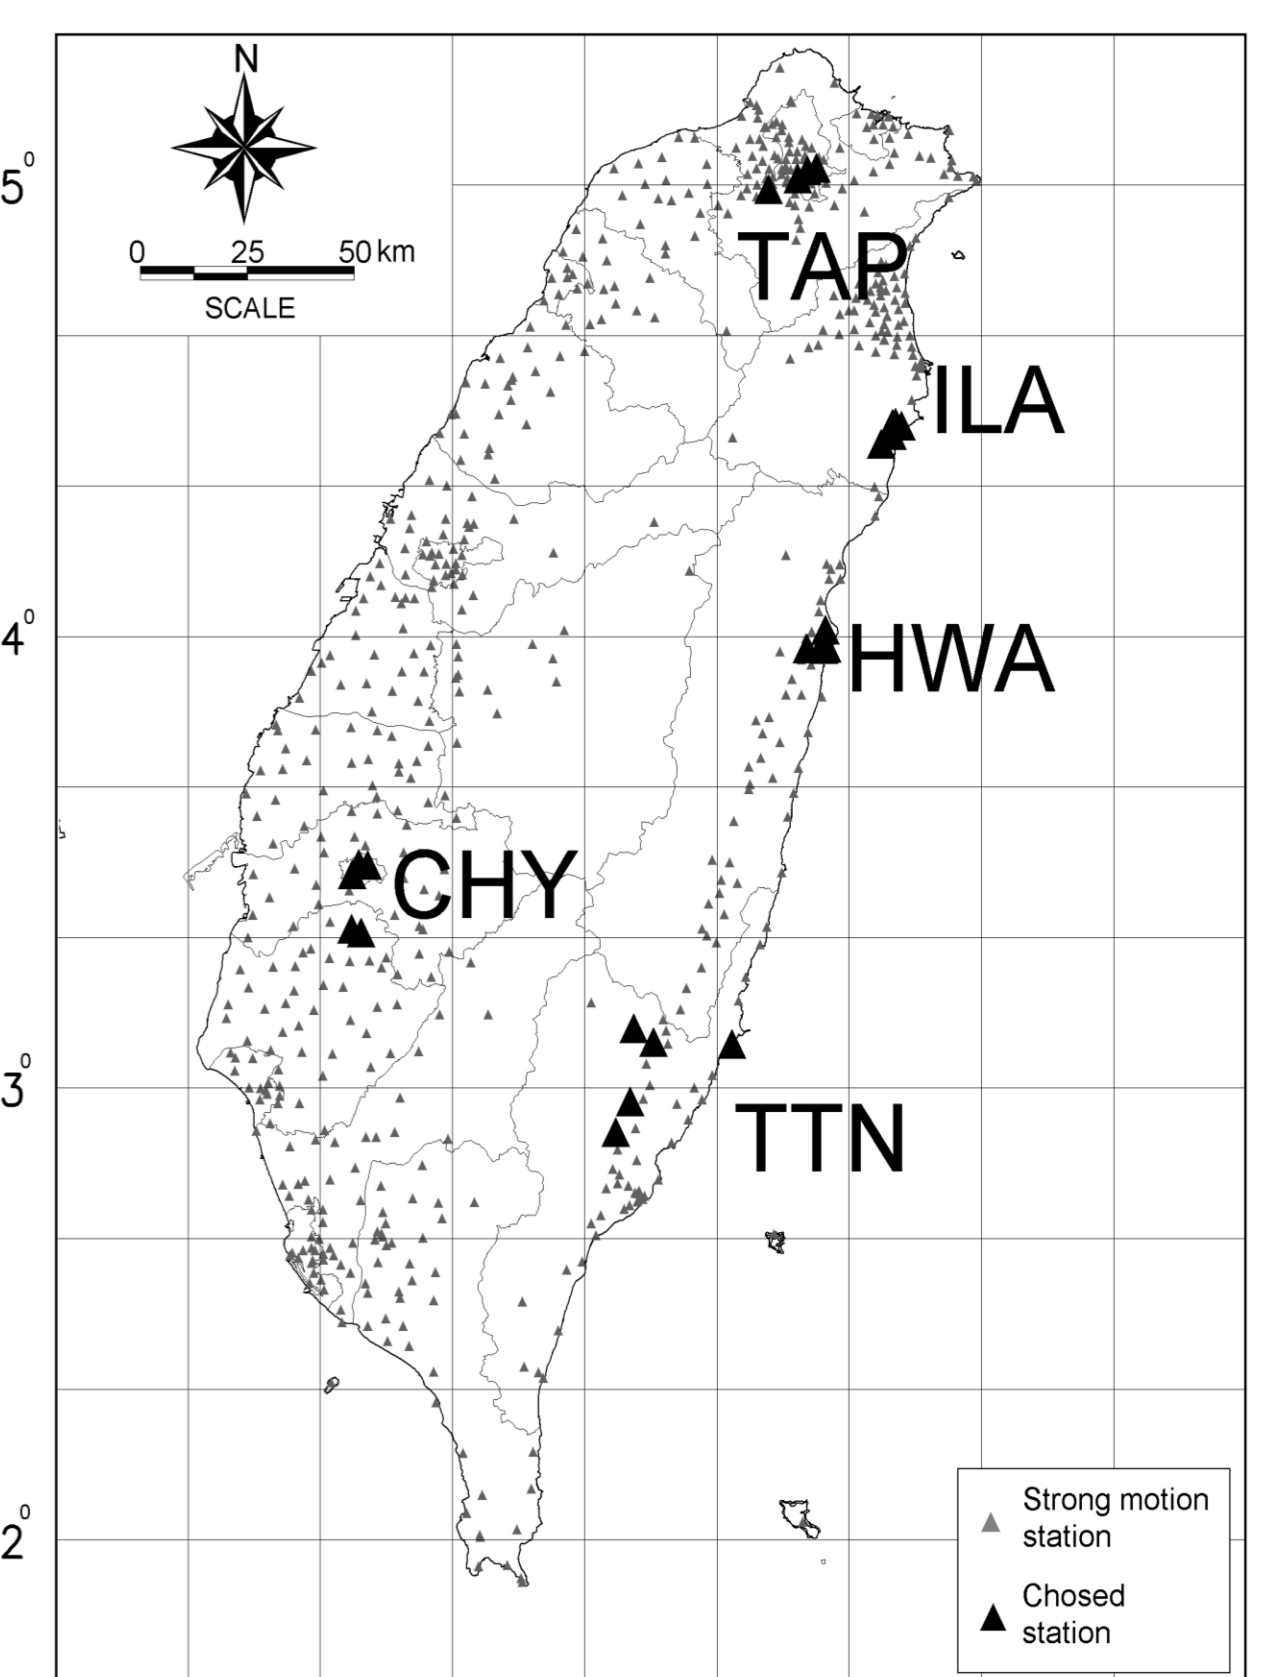 N
0 25 50 km
SCALE
5⁰
TAP
ILA
4⁰
HWA
CHY
3⁰
TTN
2⁰
Strong motion
station
Chosed
station